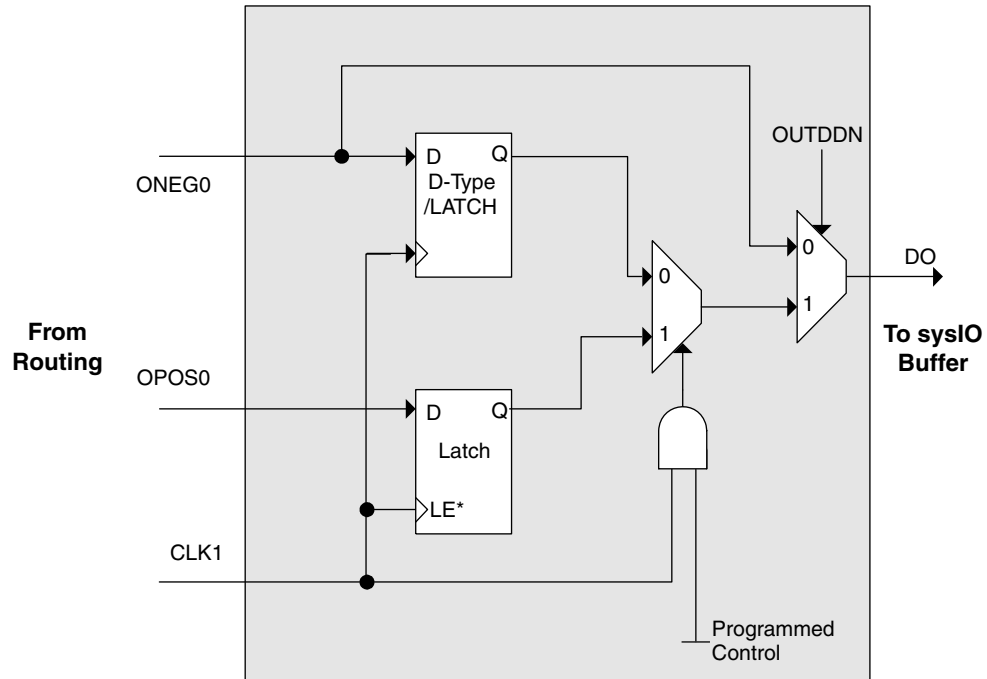 OUTDDN
ONEG0
D
Q
D-Type
/LATCH
0
DO
0
1
1
From
Routing
To sysIO
Buffer
OPOS0
D
Q
Latch
LE*
CLK1
Programmed
Control